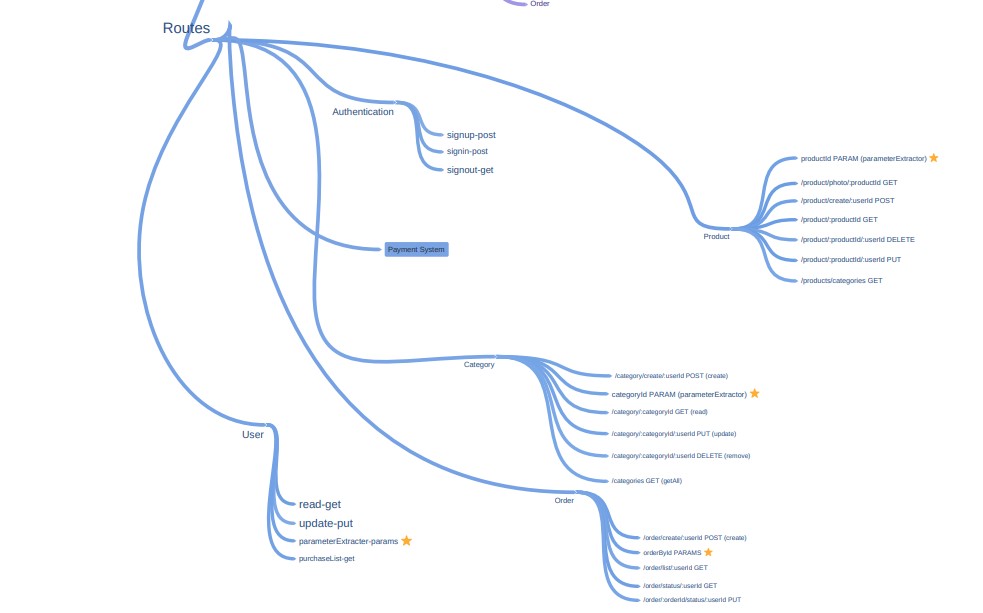 Order
Routes
Authentication
signup-post
signin-post
signout-get
productId PARAM (parameterExtractor)
/product/photo/:productId GET
/product/create/:userId POST
/product/:productId GET
/product/:productId/:userId DELETE
/product/:productId/:userId PUT
/products/categories GET
Product
Payment System
Category
/category/create/:userId POST (create)
categoryId PARAM (parameterExtractor)
/category/:categoryId GET (read)
/category/:categoryId/:userId PUT (update)
/category/:categoryId/:userId DELETE (remove)
/categories GET (getAll)
User
read-get
update-put
parameterExtracter-params
purchaseList-get
Order
/order/create/:userId POST (create)
orderById PARAMS
/order/list/:userId GET
/order/status/:userId GET
/order/:orderId/status/:userId PUT